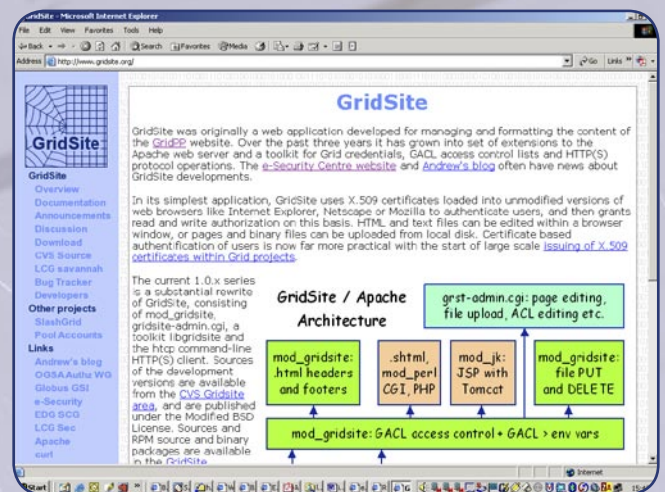 GridSite - Microsoft Internet Explorer
File Edit View Favorites Tools Help
Back Search Favorites Media
Address http://www.gridsite.org/ Go Links
GridSite
GridSite
Overview
Documentation
Announcements
Discussion
Download
CVS Source
LCG savannah
Bug Tracker
Developers
Other projects
SlashGrid
Pool Accounts
Links
Andrew's blog
OGSA Authz WG
Globus GSI
e-Security
EDG SCG
LCG Sec
Apache
curl
GridSite
GridSite was originally a web application developed for managing and formatting the content of
the GridPP website. Over the past three years it has grown into set of extensions to the
Apache web server and a toolkit for Grid credentials, GACL access control lists and HTTP(S)
protocol operations. The e-Security Centre website and Andrew's blog often have news about
GridSite developments.
In its simplest application, GridSite uses X.509 certificates loaded into unmodified versions of
web browsers like Internet Explorer, Netscape or Mozilla to authenticate users, and then grants
read and write authorization on this basis. HTML and text files can be edited within a browser
window, or pages and binary files can be uploaded from local disk. Certificate based
authentification of users is now far more practical with the start of large scale issuing of X.509
certificates within Grid projects.
The current 1.0.x series
is a substantial rewrite
of GridSite, consisting
of mod_gridsite,
gridsite-admin.cgi, a
toolkit libgridsite and
the htcp command-line
HTTP(S) client. Sources
of the development
versions are available
from the CVS Gridsite
area, and are published
under the Modified BSD
License. Sources and
RPM source and binary
packages are available
in the GridSite
GridSite / Apache
Architecture
grst-admin.cgi: page editing,
file upload, ACL editing etc.
mod_gridsite:
.html headers
and footers
.shtml,
mod_perl
CGI, PHP
mod_jk:
JSP with
Tomcat
mod_gridsite:
file PUT
and DELETE
mod_gridsite: GACL access control + GACL > env vars
Internet
Start